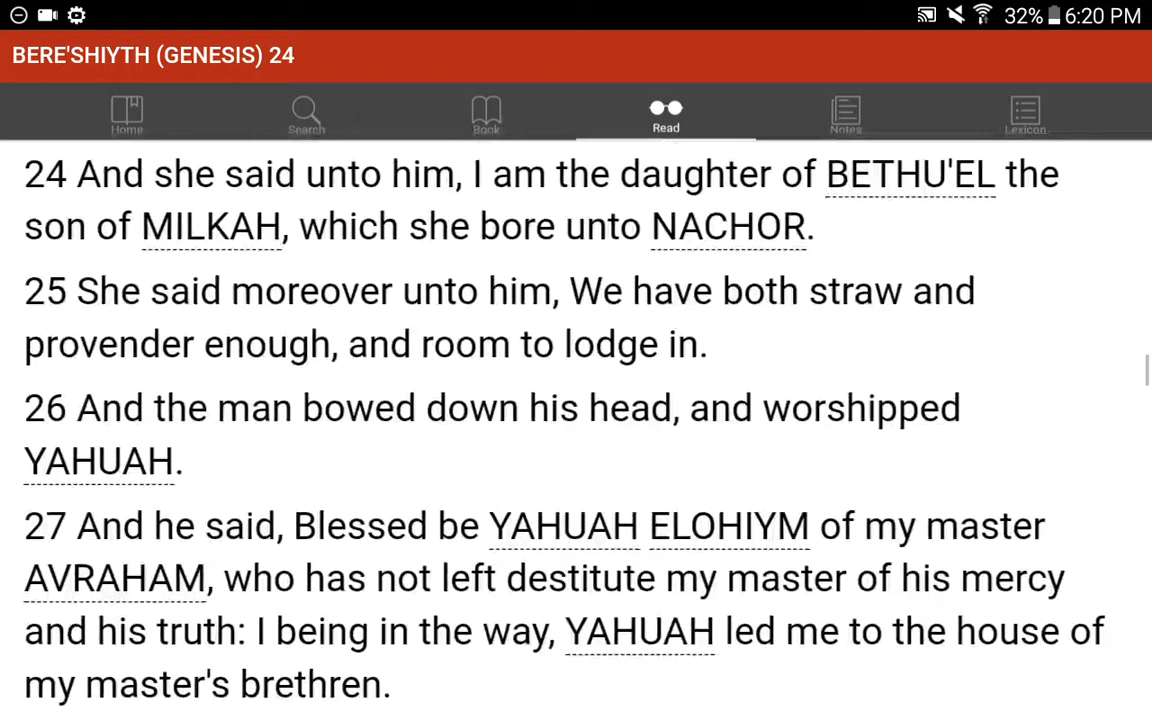 32% 6:20 PM
BERE'SHIYTH (GENESIS) 24
Home Search Book Read Notes Lexicon
24 And she said unto him, I am the daughter of BETHU'EL the
son of MILKAH, which she bore unto NACHOR.
25 She said moreover unto him, We have both straw and
provender enough, and room to lodge in.
26 And the man bowed down his head, and worshipped
YAHUAH.
27 And he said, Blessed be YAHUAH ELOHIYM of my master
AVRAHAM, who has not left destitute my master of his mercy
and his truth: I being in the way, YAHUAH led me to the house of
my master's brethren.